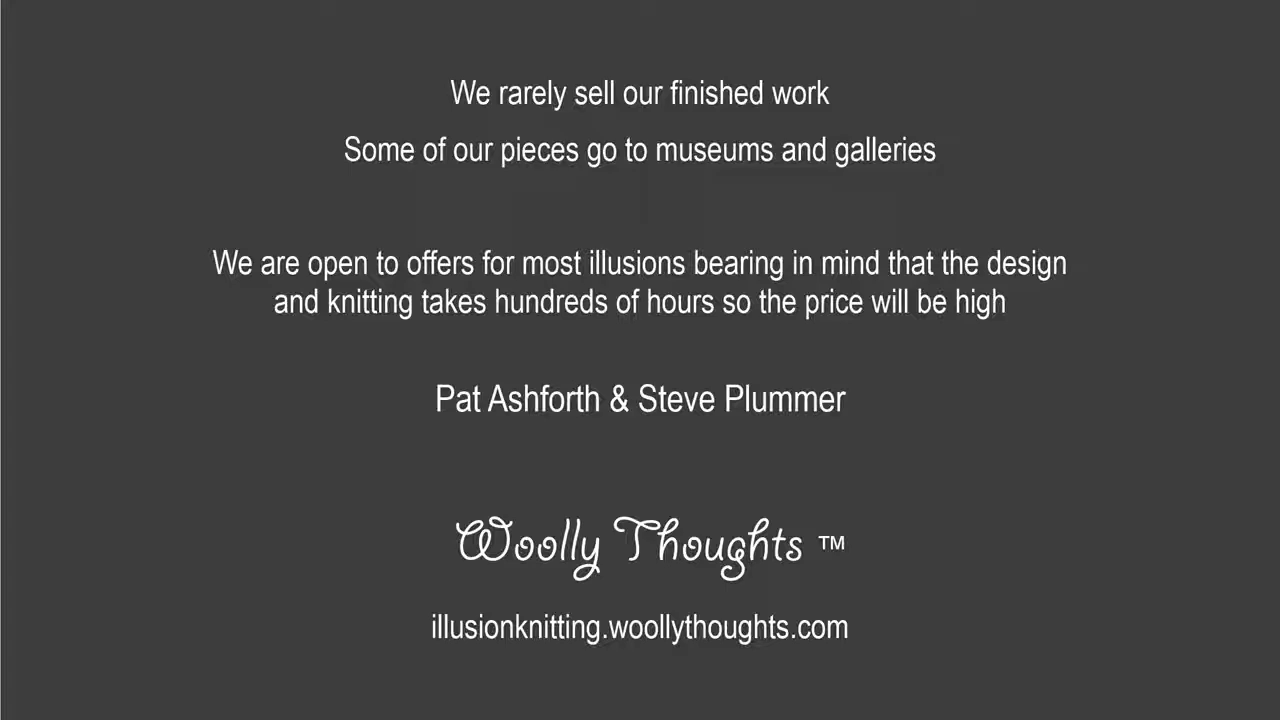 We rarely sell our finished work
Some of our pieces go to museums and galleries
We are open to offers for most illusions bearing in mind that the design
and knitting takes hundreds of hours so the price will be high
Pat Ashforth & Steve Plummer
Woolly Thoughts ™
illusionknitting.woollythoughts.com